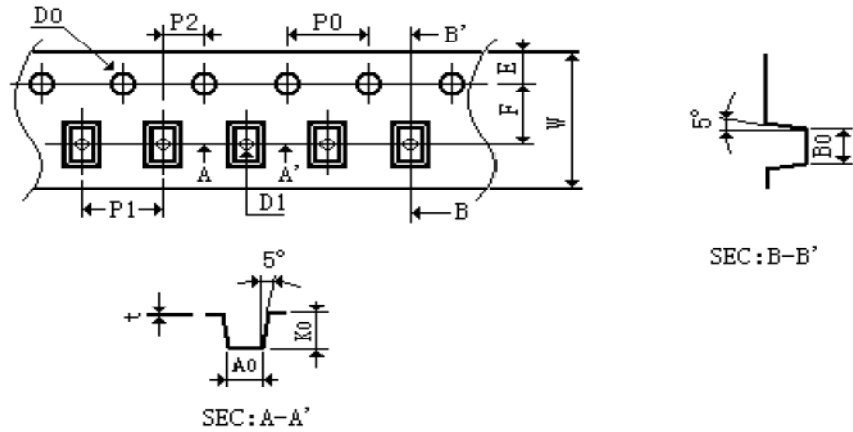 D0
P2
P0
B'
E
F
W
A
A'
P1
D1
B
5°
B0
SEC:B-B'
5°
t
K0
A0
SEC:A-A'